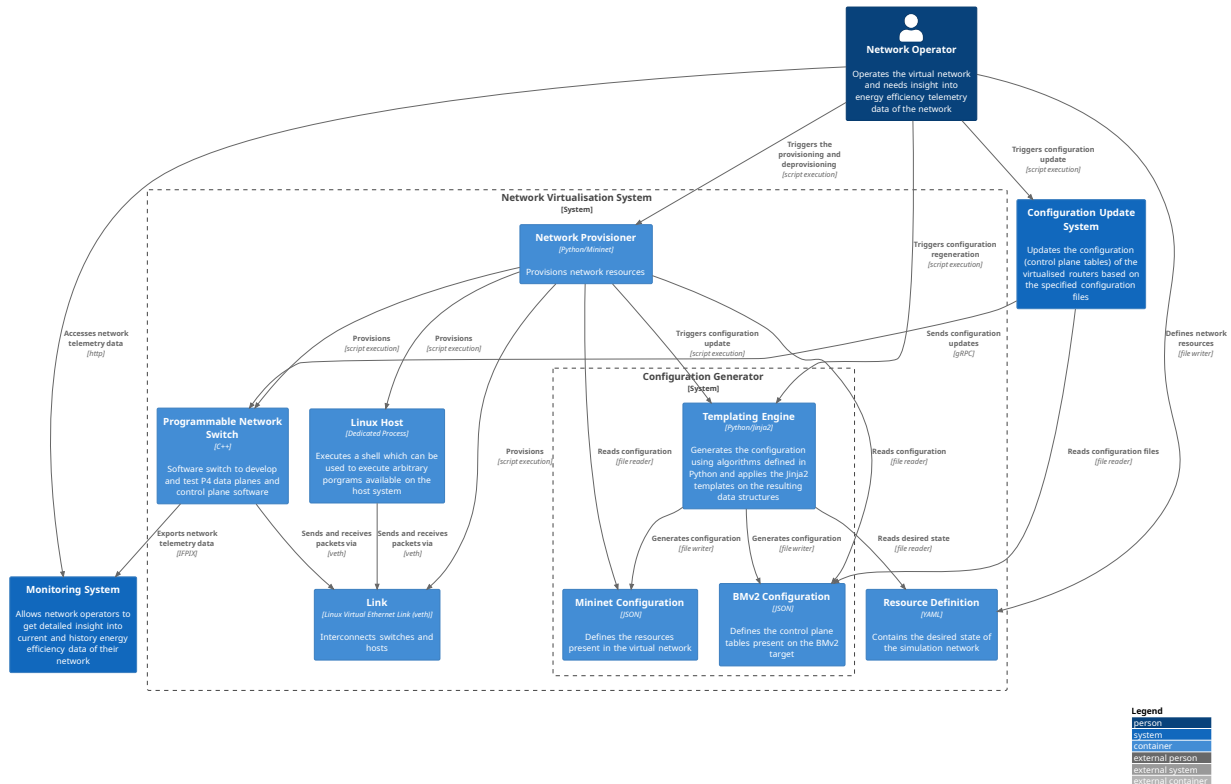 Network Operator
Operates the virtual network
and needs insight into
energy efficiency telemetry
data of the network
Triggers the
provisioning and
deprovisioning
[script execution]
Triggers configuration
update
[script execution]
Network Virtualisation System
[System]
Configuration Update
System
Updates the configuration
(control plane tables) of the
virtualised routers based on
the specified configuration
files
Network Provisioner
[Python/Mininet]
Provisions network resources
Triggers configuration
regeneration
[script execution]
Accesses network
telemetry data
[http]
Provisions
[script execution]
Provisions
[script execution]
Triggers configuration
update
[script execution]
Sends configuration
updates
[gRPC]
Defines network
resources
[file writer]
Configuration Generator
[System]
Programmable Network
Switch
[C++]
Software switch to develop
and test P4 data planes and
control plane software
Linux Host
[Dedicated Process]
Executes a shell which can be
used to execute arbitrary
porgrams available on the
host system
Templating Engine
[Python/Jinja2]
Generates the configuration
using algorithms defined in
Python and applies the Jinja2
templates on the resulting
data structures
Provisions
[script execution]
Reads configuration
[file reader]
Reads configuration
[file reader]
Reads configuration files
[file reader]
Exports network
telemetry data
[IFPIX]
Sends and receives
packets via
[veth]
Sends and receives
packets via
[veth]
Generates configuration
[file writer]
Generates configuration
[file writer]
Reads desired state
[file reader]
Monitoring System
Allows network operators to
get detailed insight into
current and history energy
efficiency data of their
network
Link
[Linux Virtual Ethernet Link (veth)]
Interconnects switches and
hosts
Mininet Configuration
[JSON]
Defines the resources
present in the virtual network
BMv2 Configuration
[JSON]
Defines the control plane
tables present on the BMv2
target
Resource Definition
[YAML]
Contains the desired state of
the simulation network
Legend
person
system
container
external person
external system
external container